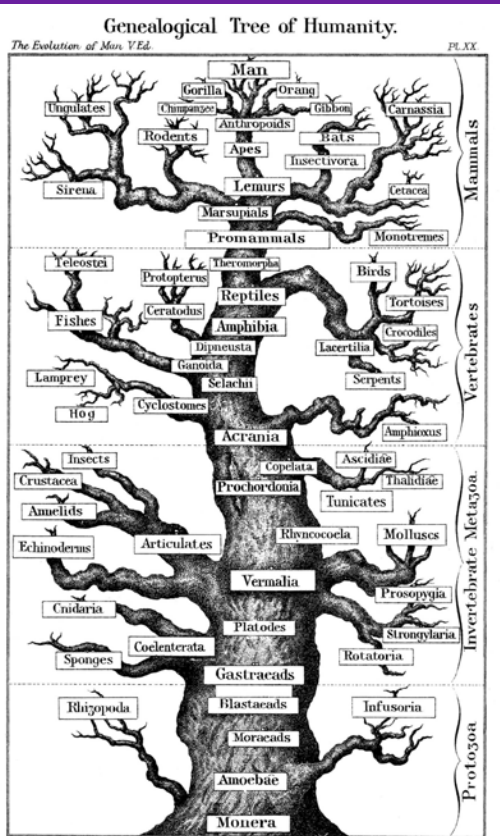 Genealogical Tree of Humanity.
The Evolution of Man V.Ed.
PL.XX.
Man
Gorilla
Orang
Ungulates
Chimpanzee
Gibbon
Carnassia
Anthropoids
Rodents
Bats
Apes
Insectivora
Lemurs
Sirena
Cetacea
Marsupials
Promammals
Monotremes
Mammals
Teleostei
Theromorpha
Protopterus
Birds
Reptiles
Tortoises
Ceratodus
Fishes
Amphibia
Crocodiles
Dipneusta
Lacertilia
Ganoida
Lamprey
Selachii
Serpents
Cyclostomes
Hog
Amphioxus
Acrania
Vertebrates
Insects
Ascidiæ
Copelata
Crustacea
Thalidiæ
Prochordonia
Tunicates
Annelids
Rhyncocoela
Molluscs
Echinoderms
Articulates
Vermalia
Prosopygia
Cnidaria
Platodes
Strongylaria
Coelenterata
Rotatoria
Sponges
Gastraeads
Invertebrate Metazoa.
Blastaeads
Rhizopoda
Infusoria
Moraeads
Amoebae
Monera
Protozoa